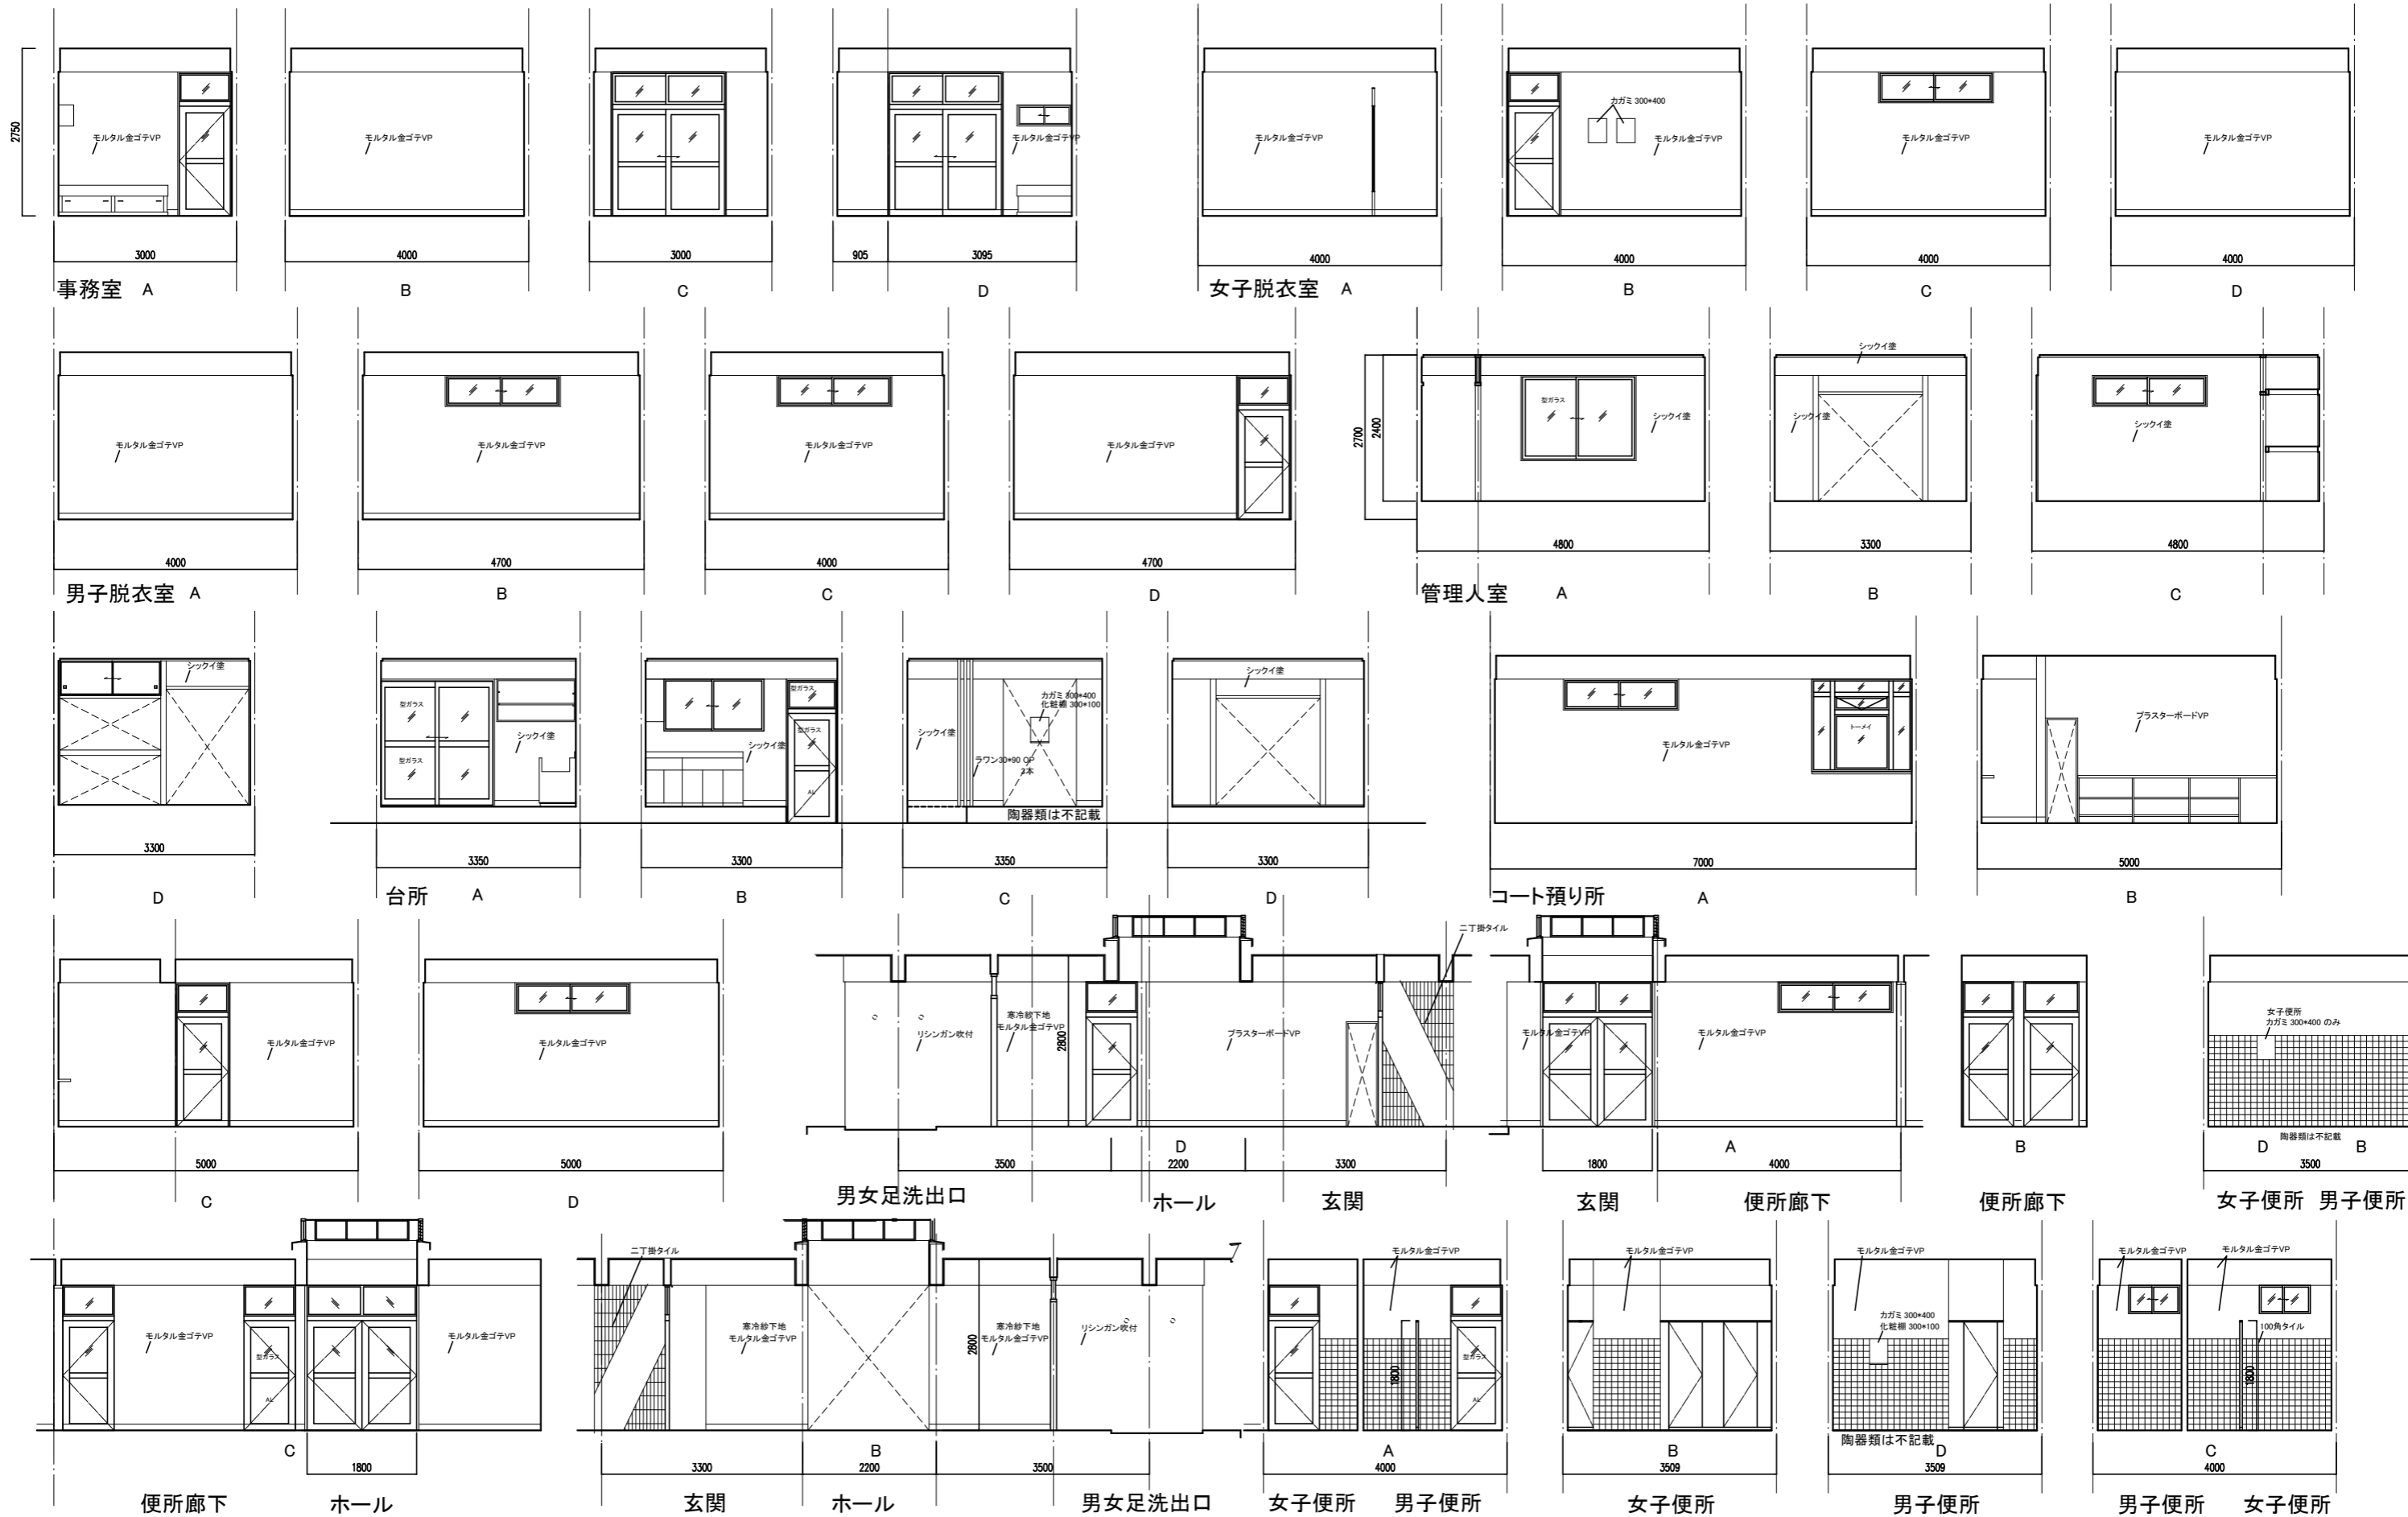 2750
モルタル金ゴテVP
モルタル金ゴテVP
モルタル金ゴテVP
モルタル金ゴテVP
カガミ 300*400
モルタル金ゴテVP
モルタル金ゴテVP
モルタル金ゴテVP
3000
4000
3000
905
3095
4000
4000
4000
4000
事務室 A
B
C
D
女子脱衣室 A
B
C
D
モルタル金ゴテVP
モルタル金ゴテVP
モルタル金ゴテVP
モルタル金ゴテVP
2700
2400
型ガラス
シックイ塗
シックイ塗
シックイ塗
シックイ塗
4000
4700
4000
4700
4800
3300
4800
男子脱衣室 A
B
C
D
管理人室
A
B
C
シックイ塗
型ガラス
型ガラス
シックイ塗
型ガラス
型ガラス
シックイ塗
AL
シックイ塗
カガミ 300*400
化粧棚 300*100
ラワン30*90 OP
3本
陶器類は不記載
シックイ塗
モルタル金ゴテVP
トーメイ
プラスターボードVP
3300
3350
3300
3350
3300
7000
5000
D
台所 A
B
C
D
コート預り所 A
B
モルタル金ゴテVP
モルタル金ゴテVP
リシンガン吹付
寒冷紗下地
モルタル金ゴテVP
2800
プラスターボードVP
二丁掛タイル
モルタル金ゴテVP
モルタル金ゴテVP
女子便所
カガミ 300*400 のみ
陶器類は不記載
D
A
B
D
B
5000
5000
3500
2200
3300
1800
4000
3500
C
D
男女足洗出口
ホール
玄関
玄関
便所廊下
便所廊下
女子便所
男子便所
モルタル金ゴテVP
型ガラス
AL
モルタル金ゴテVP
二丁掛タイル
寒冷紗下地
モルタル金ゴテVP
寒冷紗下地
モルタル金ゴテVP
2800
リシンガン吹付
モルタル金ゴテVP
1800
型ガラス
AL
モルタル金ゴテVP
モルタル金ゴテVP
カガミ 300*400
化粧棚 300*100
陶器類は不記載
モルタル金ゴテVP
モルタル金ゴテVP
100角タイル
1800
C
B
A
B
D
C
1800
3300
2200
3500
4000
3509
3509
4000
便所廊下
ホール
玄関
ホール
男女足洗出口
女子便所
男子便所
女子便所
男子便所
男子便所
女子便所